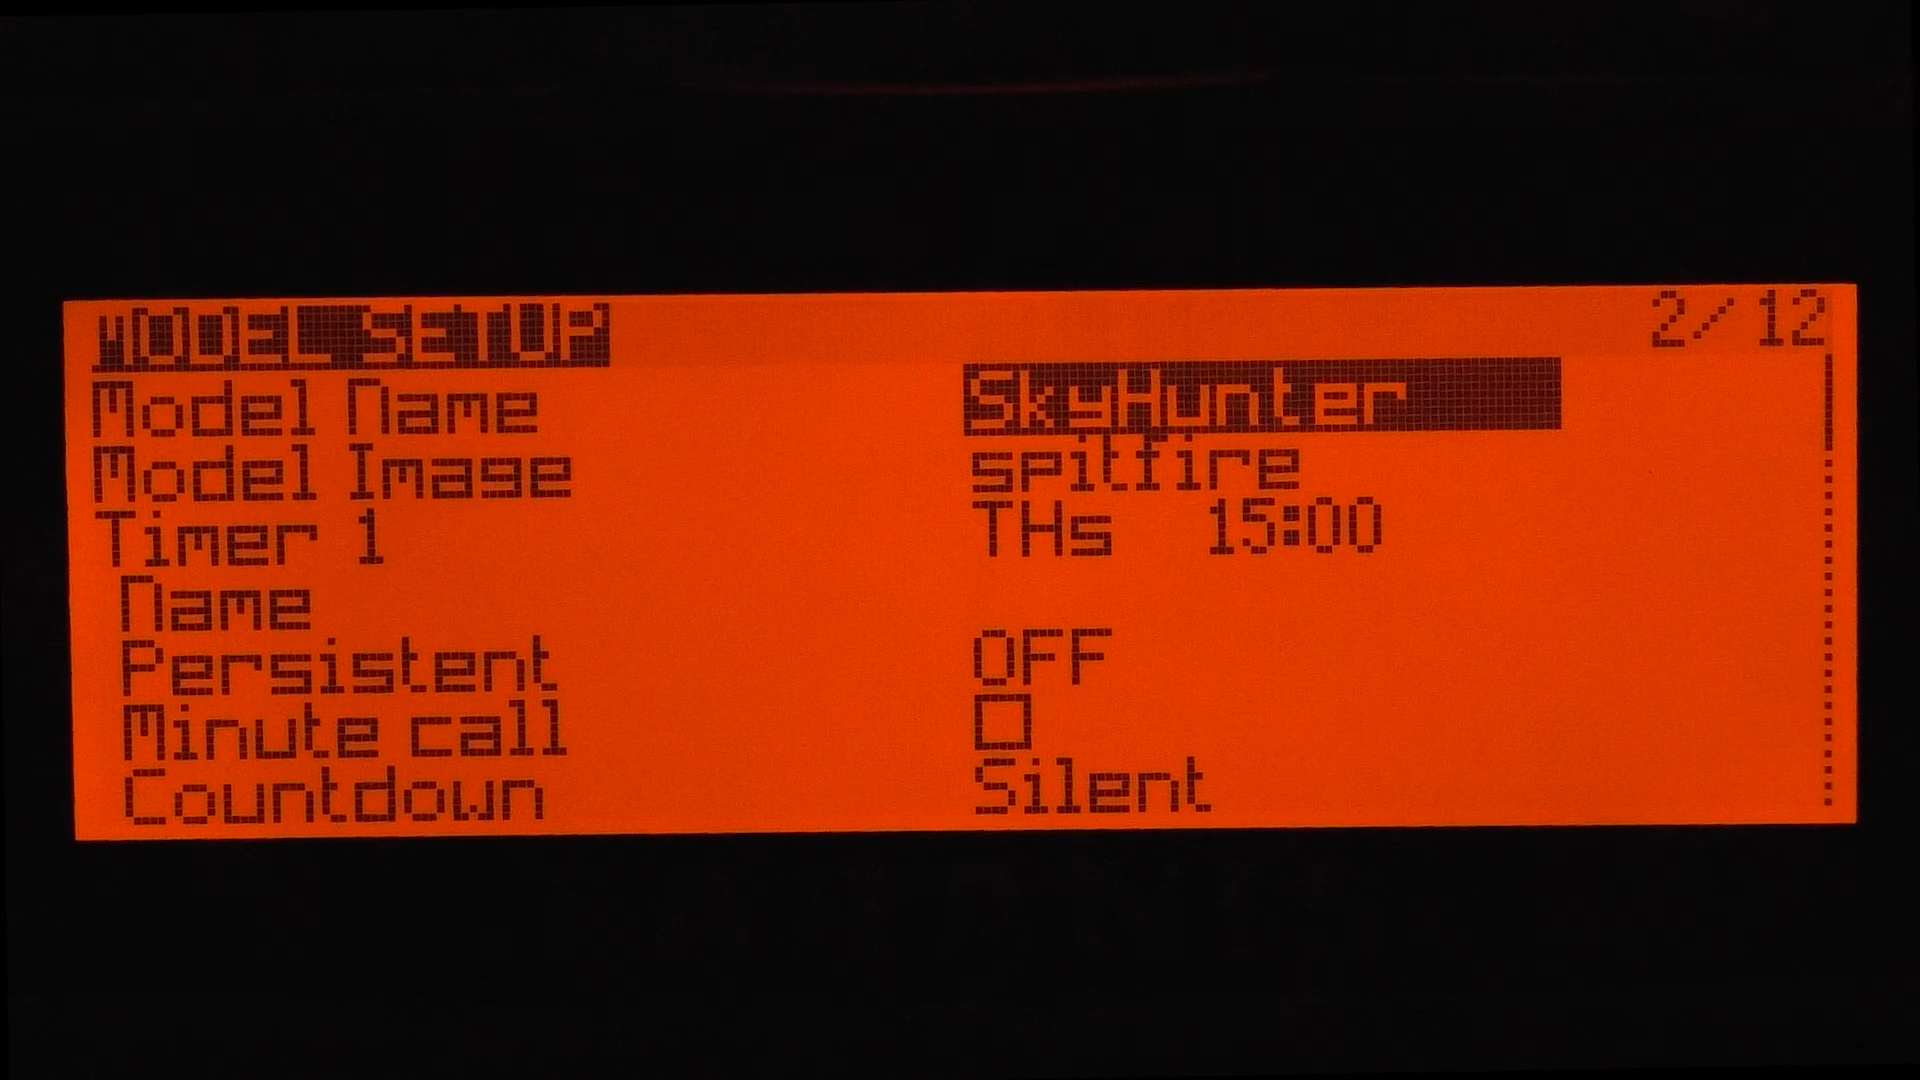 MODEL SETUP 2/12
Model Name SkyHunter
Model Image spitfire
Timer 1 THs 15:00
Name
Persistent OFF
Minute call
Countdown Silent